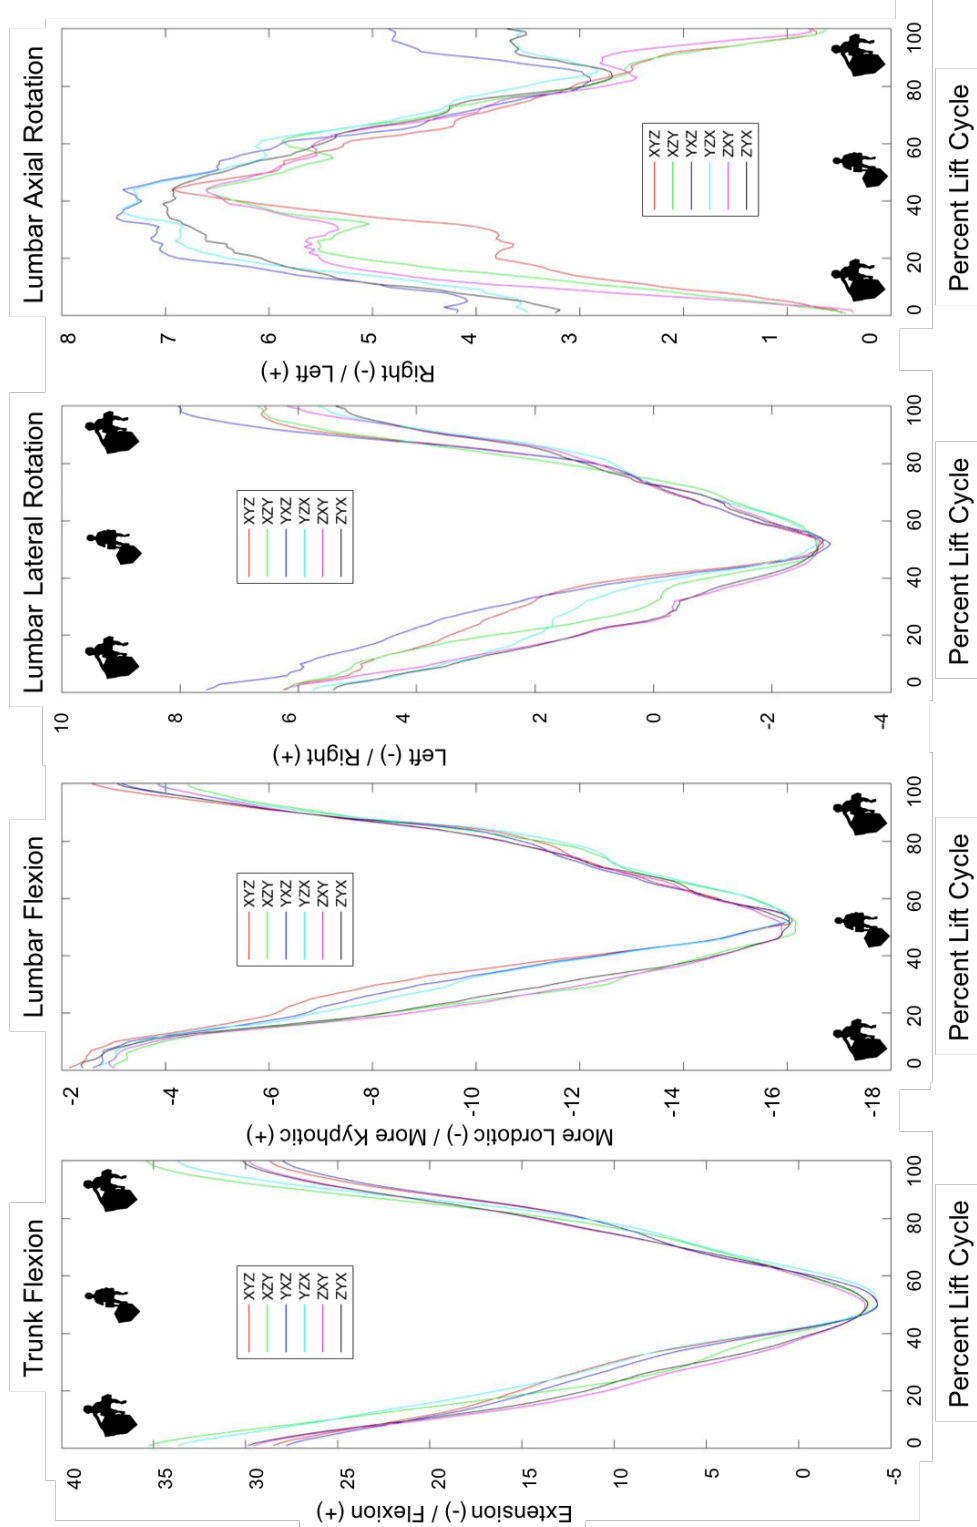 Trunk Flexion
Extension (-) / Flexion (+)
40
35
30
25
20
15
10
5
0
-5
XYZ
XZY
YXZ
YZX
ZXY
ZYX
0
20
40
60
80
100
Percent Lift Cycle
Lumbar Flexion
More Lordotic (-) / More Kyphotic (+)
-2
-4
-6
-8
-10
-12
-14
-16
-18
XYZ
XZY
YXZ
YZX
ZXY
ZYX
0
20
40
60
80
100
Percent Lift Cycle
Lumbar Lateral Rotation
Left (-) / Right (+)
10
8
6
4
2
0
-2
-4
XYZ
XZY
YXZ
YZX
ZXY
ZYX
0
20
40
60
80
100
Percent Lift Cycle
Lumbar Axial Rotation
Right (-) / Left (+)
8
7
6
5
4
3
2
1
0
XYZ
XZY
YXZ
YZX
ZXY
ZYX
0
20
40
60
80
100
Percent Lift Cycle